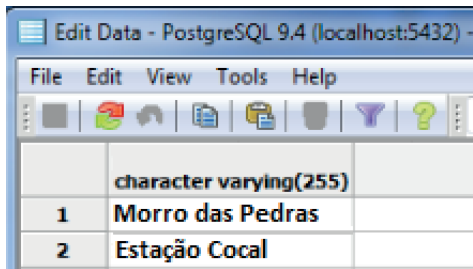 Edit Data - PostgreSQL 9.4 (localhost:5432) -
File Edit View Tools Help
character varying(255)
1 Morro das Pedras
2 Estação Cocal